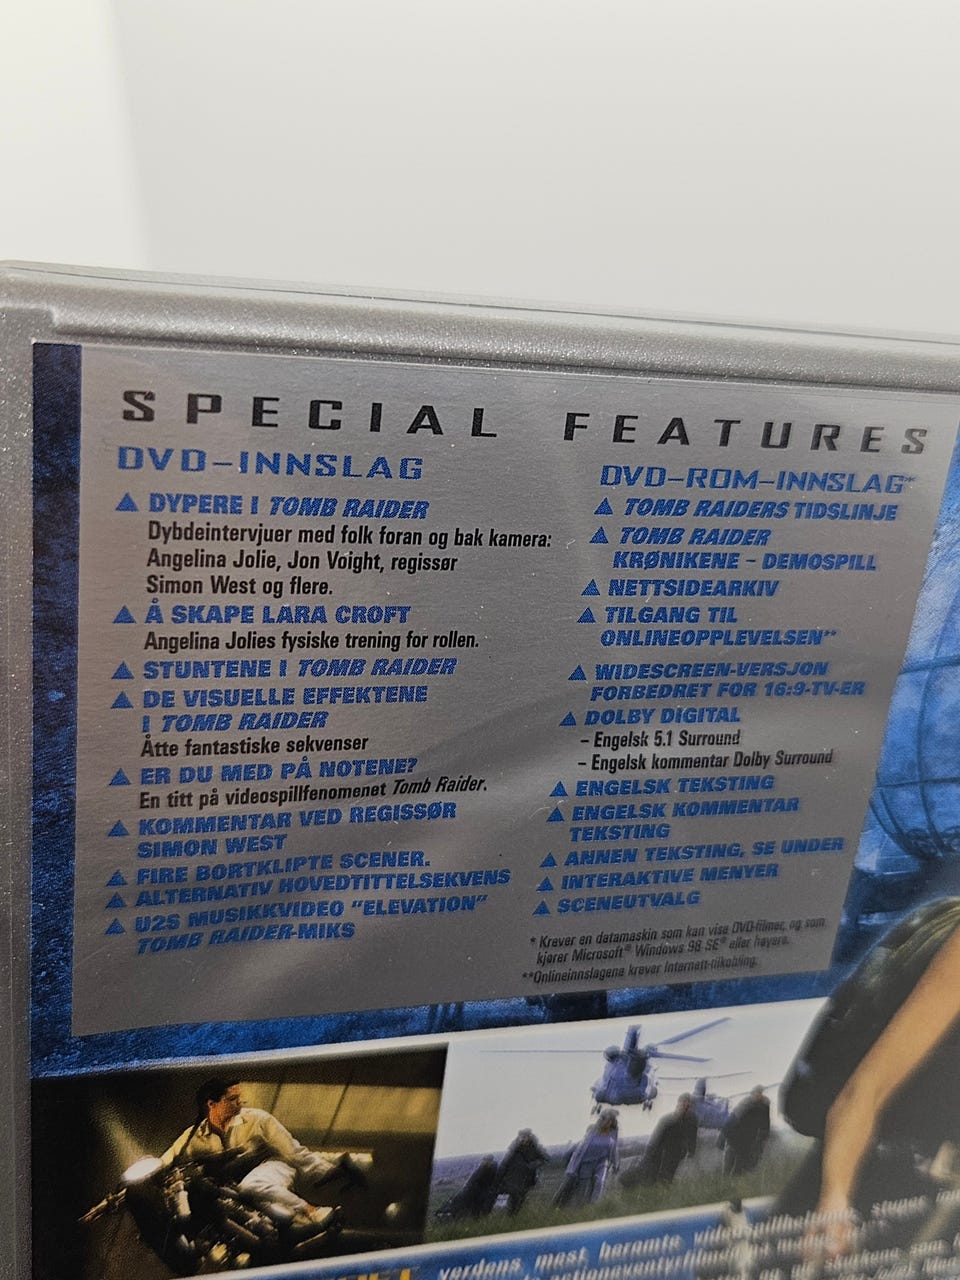 SPECIAL FEATURES
DVD-INNSLAG
▲ DYPERE I TOMB RAIDER
Dybdeintervjuer med folk foran og bak kamera:
Angelina Jolie, Jon Voight, regissør
Simon West og flere.
▲ Å SKAPE LARA CROFT
Angelina Jolies fysiske trening for rollen.
▲ STUNTENE I TOMB RAIDER
▲ DE VISUELLE EFFEKTENE
I TOMB RAIDER
Åtte fantastiske sekvenser
▲ ER DU MED PÅ NOTENE?
En titt på videospillfenomenet Tomb Raider.
▲ KOMMENTAR VED REGISSØR
SIMON WEST
▲ FIRE BORTKLIPTE SCENER.
▲ ALTERNATIV HOVEDTITTELSEKVENS
▲ U2S MUSIKKVIDEO "ELEVATION"
TOMB RAIDER-MIKS
DVD-ROM-INNSLAG*
▲ TOMB RAIDERS TIDSLINJE
▲ TOMB RAIDER
KRØNIKENE – DEMOSPILL
▲ NETTSIDEARKIV
▲ TILGANG TIL
ONLINEOPPLEVELSEN**
▲ WIDESCREEN-VERSJON
FORBEDRET FOR 16:9-TV-ER
▲ DOLBY DIGITAL
– Engelsk 5.1 Surround
– Engelsk kommentar Dolby Surround
▲ ENGELSK TEKSTING
▲ ENGELSK KOMMENTAR
TEKSTING
▲ ANNEN TEKSTING, SE UNDER
▲ INTERAKTIVE MENYER
▲ SCENEUTVALG
* Krever en datamaskin som kan vise DVD-filmer, og som
kjører Microsoft® Windows 98 SE® eller høyere.
**Onlineinnslagene krever Internett-tilkobling.
verdens mest berømte videospillheltinne,